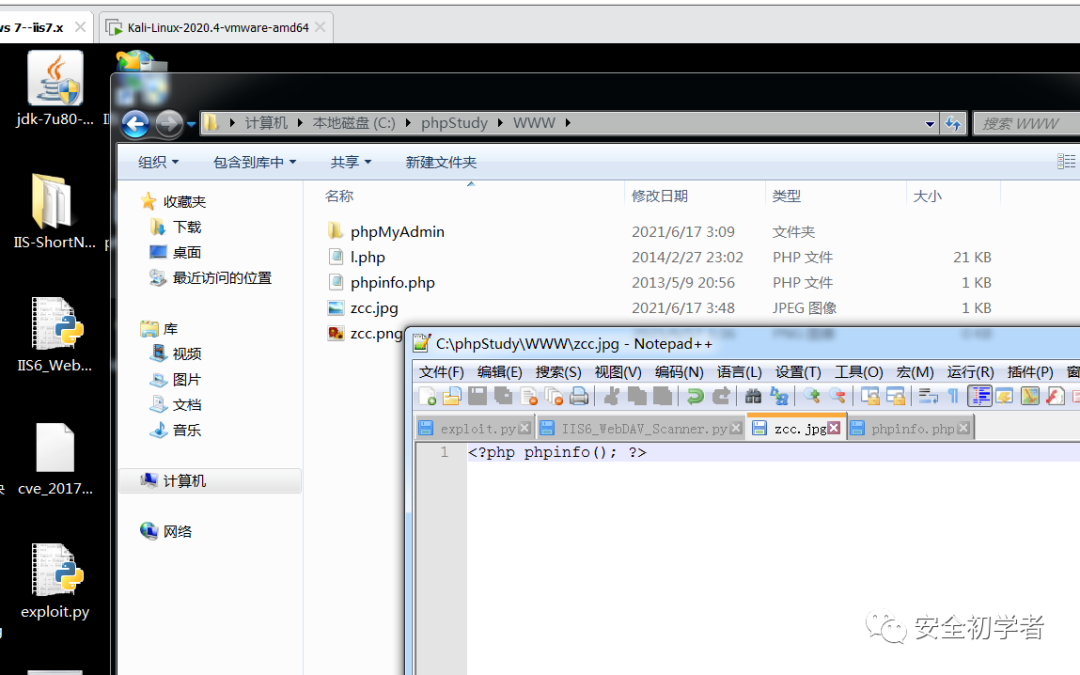 ws 7--iis7.x
Kali-Linux-2020.4-vmware-amd64
jdk-7u80-...
IIS-ShortN...
IIS6_Web...
cve_2017...
exploit.py
计算机
本地磁盘 (C:)
phpStudy
WWW
搜索 WWW
组织
包含到库中
共享
新建文件夹
收藏夹
下载
桌面
最近访问的位置
库
视频
图片
文档
音乐
计算机
网络
名称 修改日期 类型 大小
phpMyAdmin 2021/6/17 3:09 文件夹
l.php 2014/2/27 23:02 PHP 文件 21 KB
phpinfo.php 2013/5/9 20:56 PHP 文件 1 KB
zcc.jpg 2021/6/17 3:48 JPEG 图像 1 KB
zcc.png
C:\phpStudy\WWW\zcc.jpg - Notepad++
文件(F) 编辑(E) 搜索(S) 视图(V) 编码(N) 语言(L) 设置(T) 工具(O) 宏(M) 运行(R) 插件(P) 窗
exploit.py IIS6_WebDAV_Scanner.py zcc.jpg phpinfo.php
1 <?php phpinfo(); ?>
安全初学者